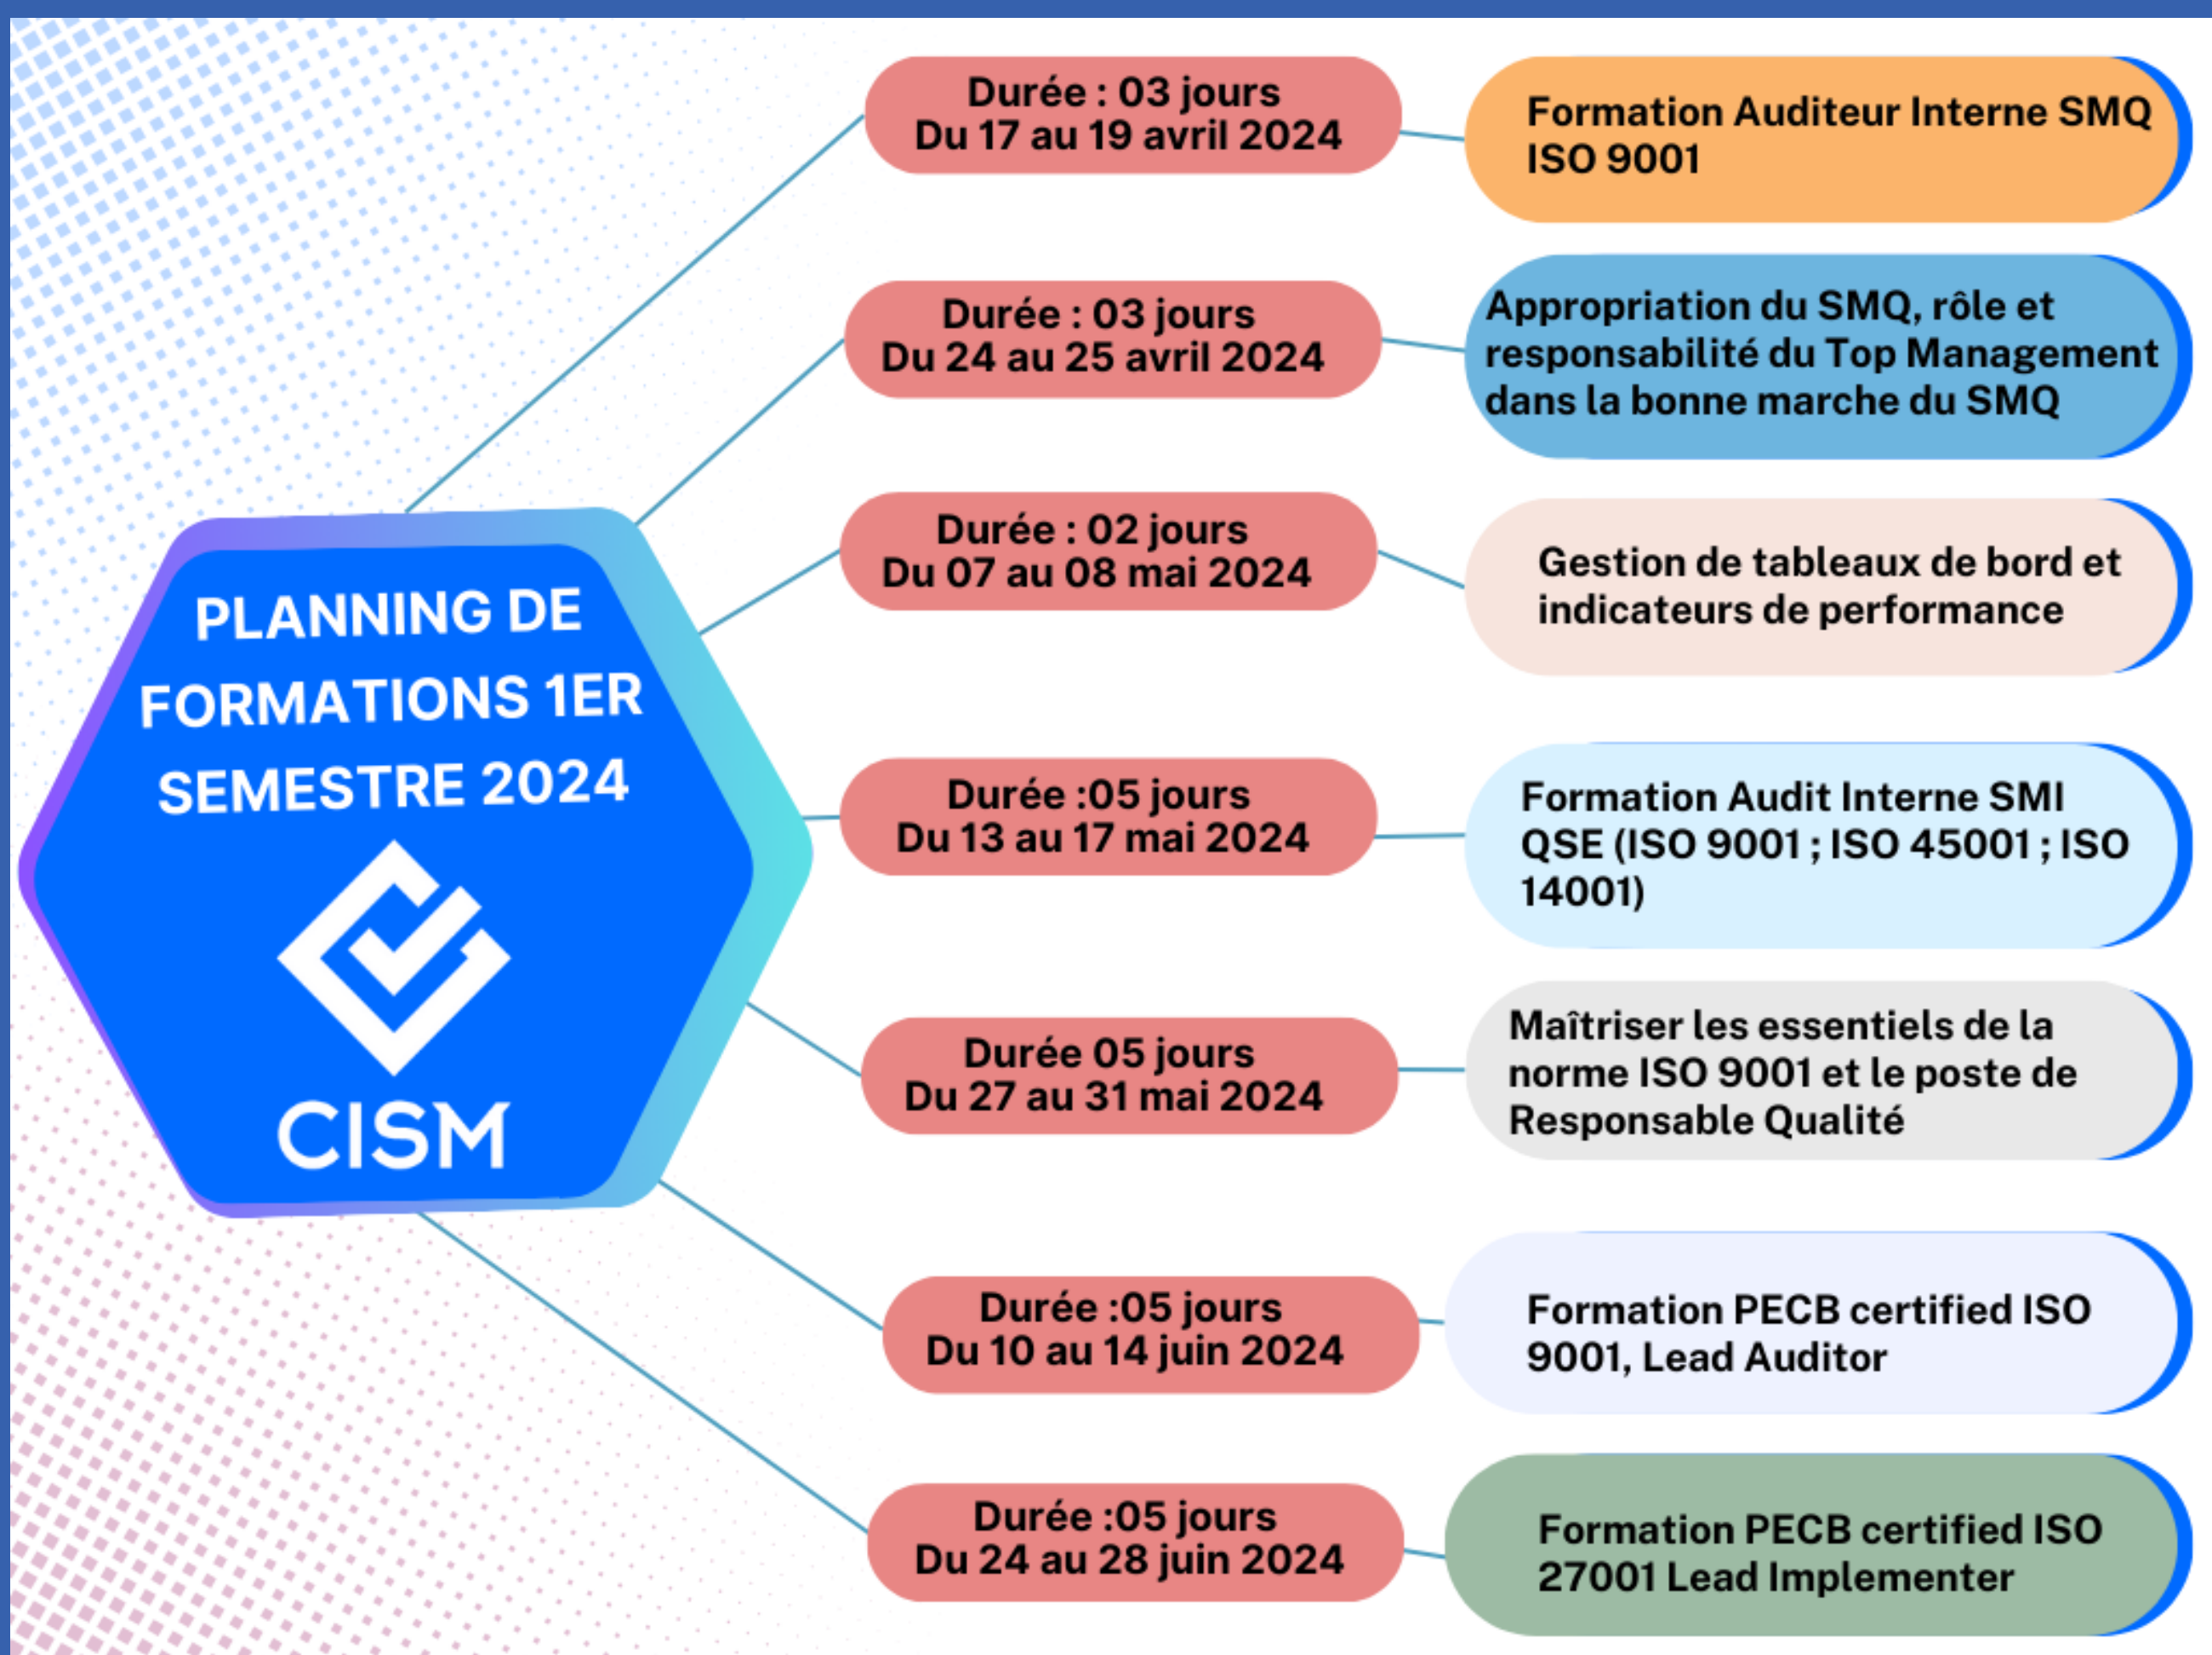 PLANNING DE
FORMATIONS 1ER
SEMESTRE 2024
CISM
Durée : 03 jours
Du 17 au 19 avril 2024
Formation Auditeur Interne SMQ
ISO 9001
Durée : 03 jours
Du 24 au 25 avril 2024
Appropriation du SMQ, rôle et
responsabilité du Top Management
dans la bonne marche du SMQ
Durée : 02 jours
Du 07 au 08 mai 2024
Gestion de tableaux de bord et
indicateurs de performance
Durée :05 jours
Du 13 au 17 mai 2024
Formation Audit Interne SMI
QSE (ISO 9001 ; ISO 45001 ; ISO
14001)
Durée 05 jours
Du 27 au 31 mai 2024
Maîtriser les essentiels de la
norme ISO 9001 et le poste de
Responsable Qualité
Durée :05 jours
Du 10 au 14 juin 2024
Formation PECB certified ISO
9001, Lead Auditor
Durée :05 jours
Du 24 au 28 juin 2024
Formation PECB certified ISO
27001 Lead Implementer